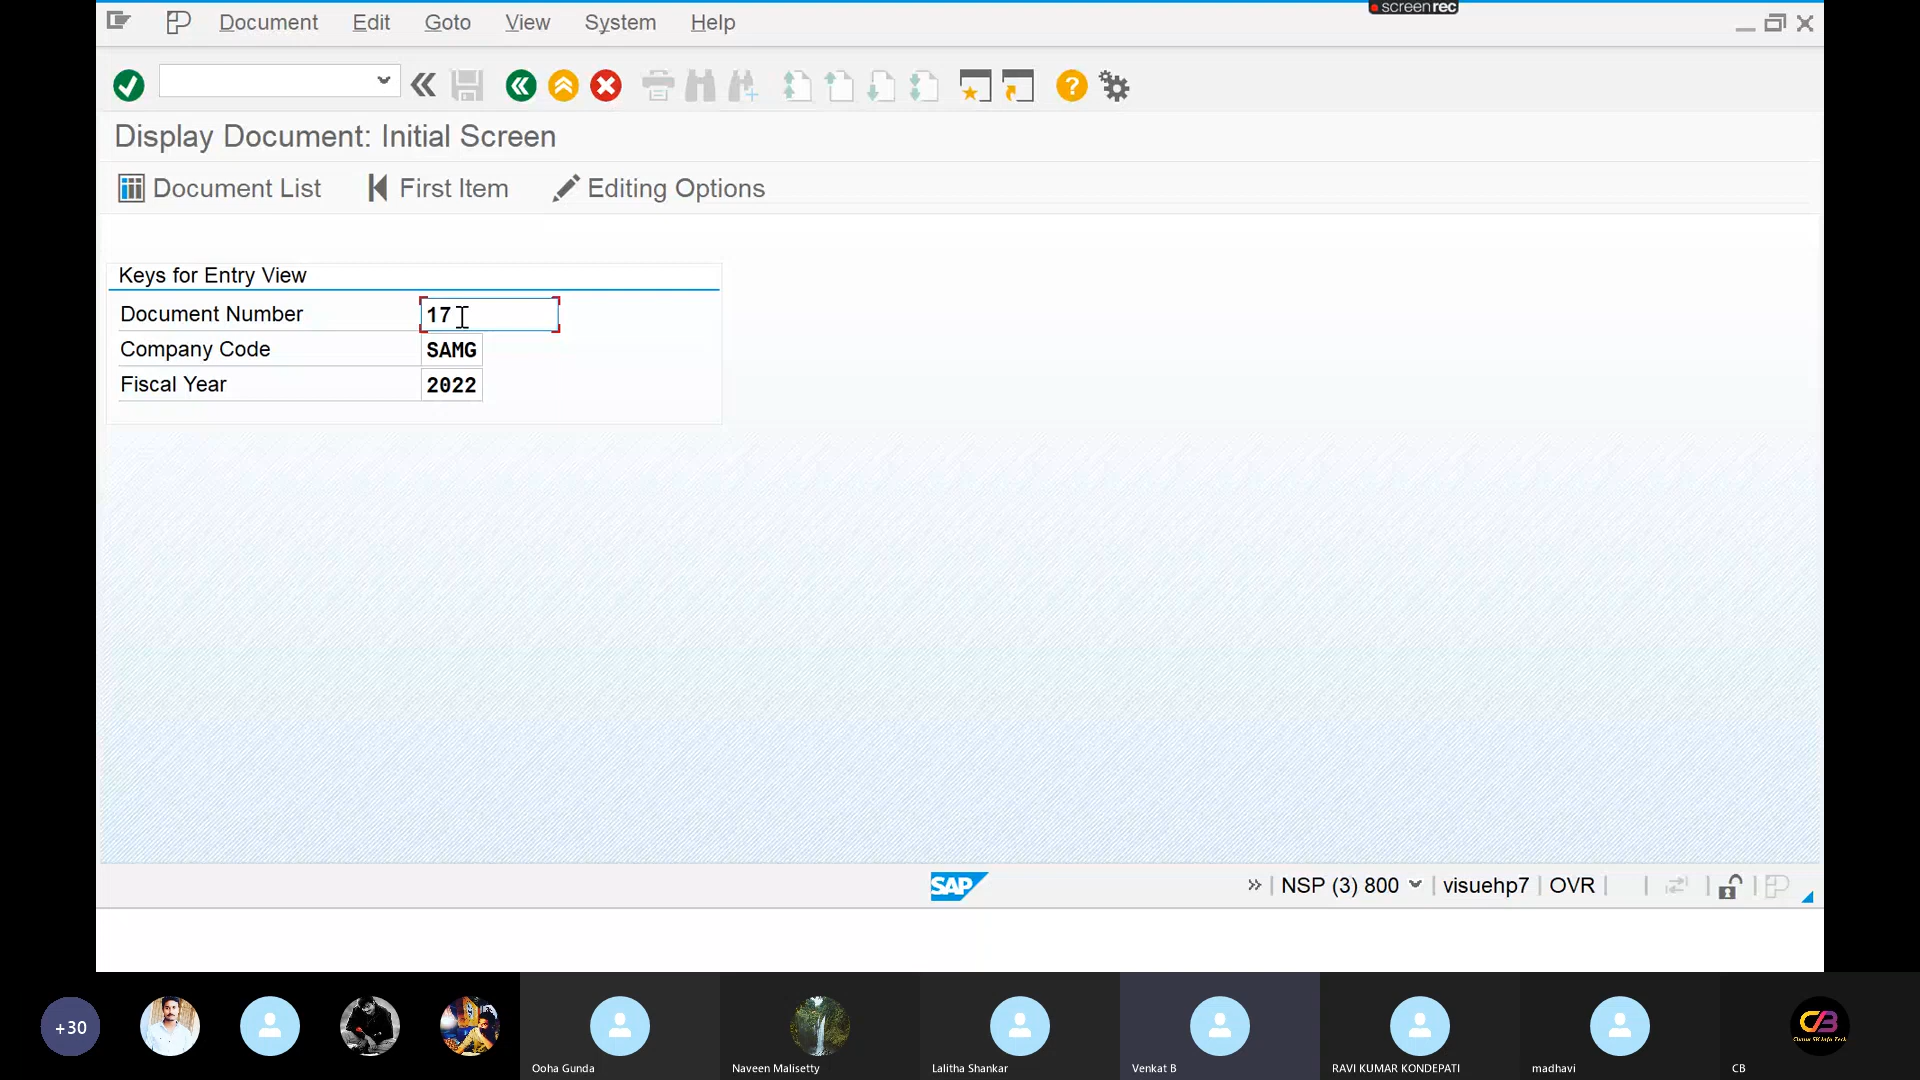 screenrec
Document Edit Goto View System Help
Display Document: Initial Screen
Document List First Item Editing Options
Keys for Entry View
Document Number 17
Company Code SAMG
Fiscal Year 2022
SAP
NSP (3) 800 visuehp7 OVR
+30
Ooha Gunda Naveen Malisetty Lalitha Shankar Venkat B RAVI KUMAR KONDEPATI madhavi CB